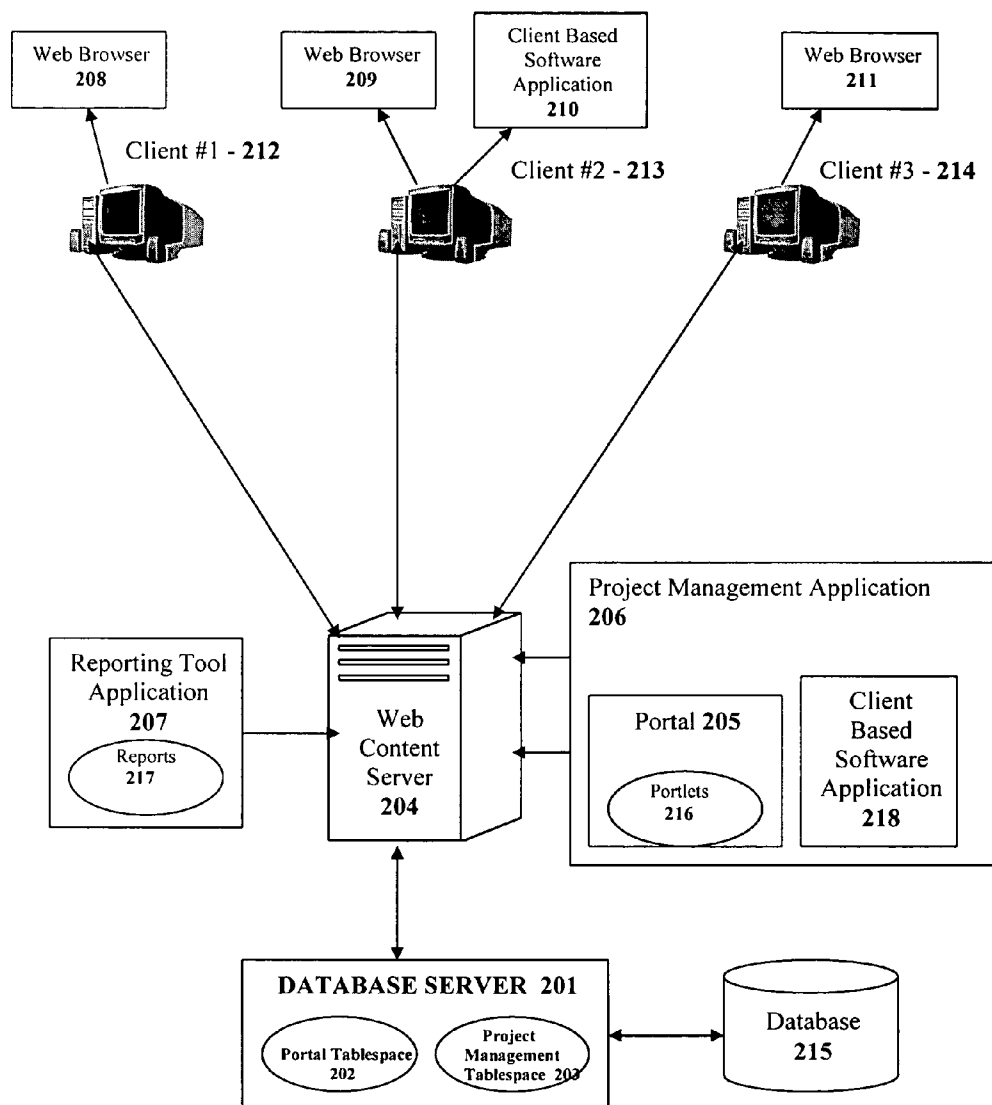 Web Browser
208
Web Browser
209
Client Based
Software
Application
210
Web Browser
211
Client #1 - 212
Client #2 - 213
Client #3 - 214
Project Management Application
206
Reporting Tool
Application
207
Reports
217
Web
Content
Server
204
Portal 205
Portlets
216
Client
Based
Software
Application
218
DATABASE SERVER 201
Portal Tablespace
202
Project
Management
Tablespace 203
Database
215